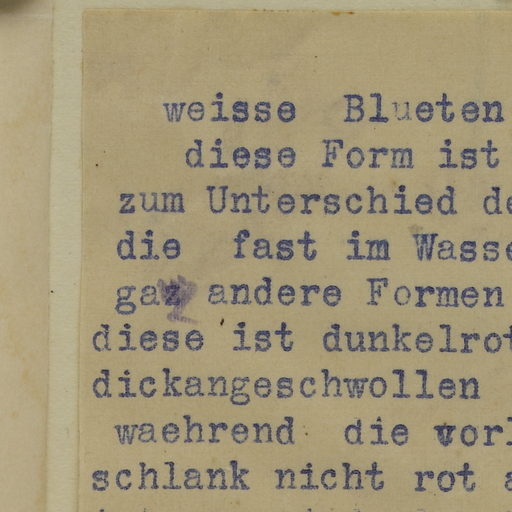 weisse Blueten
diese Form ist
zum Unterschied de
die fast im Wasse
gaz andere Formen
diese ist dunkelrot
dickangeschwollen
waehrend die vorl
schlank nicht rot a